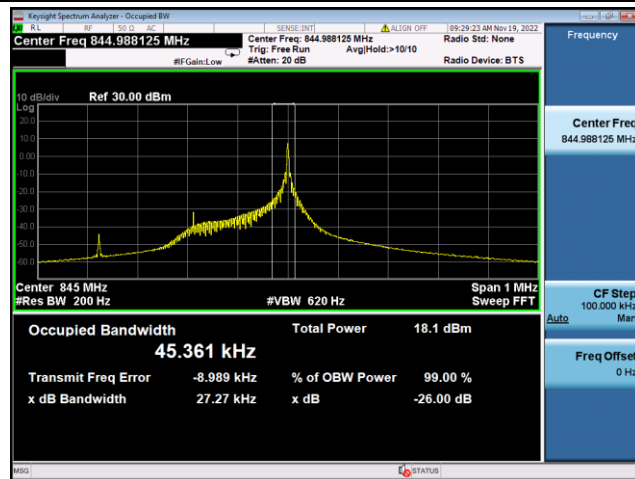 Keysight Spectrum Analyzer - Occupied BW
RL RF 50 Ω AC SENSE:INT ALIGN OFF 09:29:23 AM Nov 19, 2022
Center Freq 844.988125 MHz
Center Freq: 844.988125 MHz
Radio Std: None
Trig: Free Run Avg|Hold:>10/10
#IFGain:Low #Atten: 20 dB Radio Device: BTS
10 dB/div Ref 30.00 dBm
Log
20.0
10.0
0.00
-10.0
-20.0
-30.0
-40.0
-50.0
-60.0
Center 845 MHz Span 1 MHz
#Res BW 200 Hz #VBW 620 Hz Sweep FFT
Occupied Bandwidth Total Power 18.1 dBm
45.361 kHz
Transmit Freq Error -8.989 kHz % of OBW Power 99.00 %
x dB Bandwidth 27.27 kHz x dB -26.00 dB
MSG STATUS
Frequency
Center Freq
844.988125 MHz
CF Step
100.000 kHz
Auto Man
Freq Offset
0 Hz